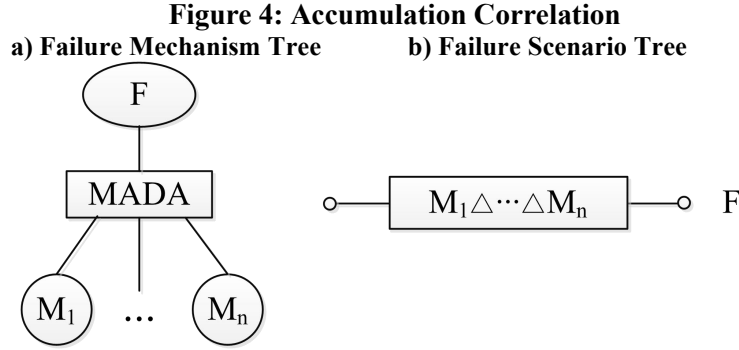 Figure 4: Accumulation Correlation
a) Failure Mechanism Tree b) Failure Scenario Tree
F
MADA
M₁△···△Mₙ F
M₁ ... Mₙ